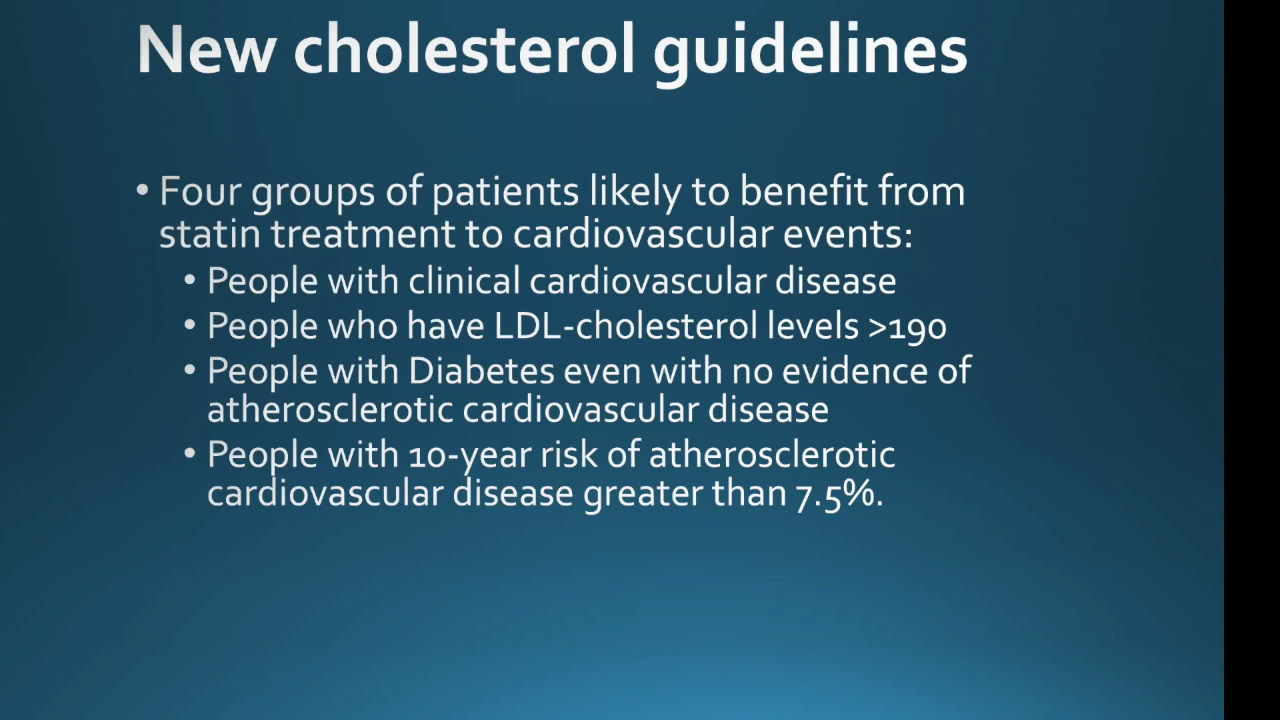 New cholesterol guidelines
• Four groups of patients likely to benefit from
statin treatment to cardiovascular events:
• People with clinical cardiovascular disease
• People who have LDL-cholesterol levels >190
• People with Diabetes even with no evidence of
atherosclerotic cardiovascular disease
• People with 10-year risk of atherosclerotic
cardiovascular disease greater than 7.5%.